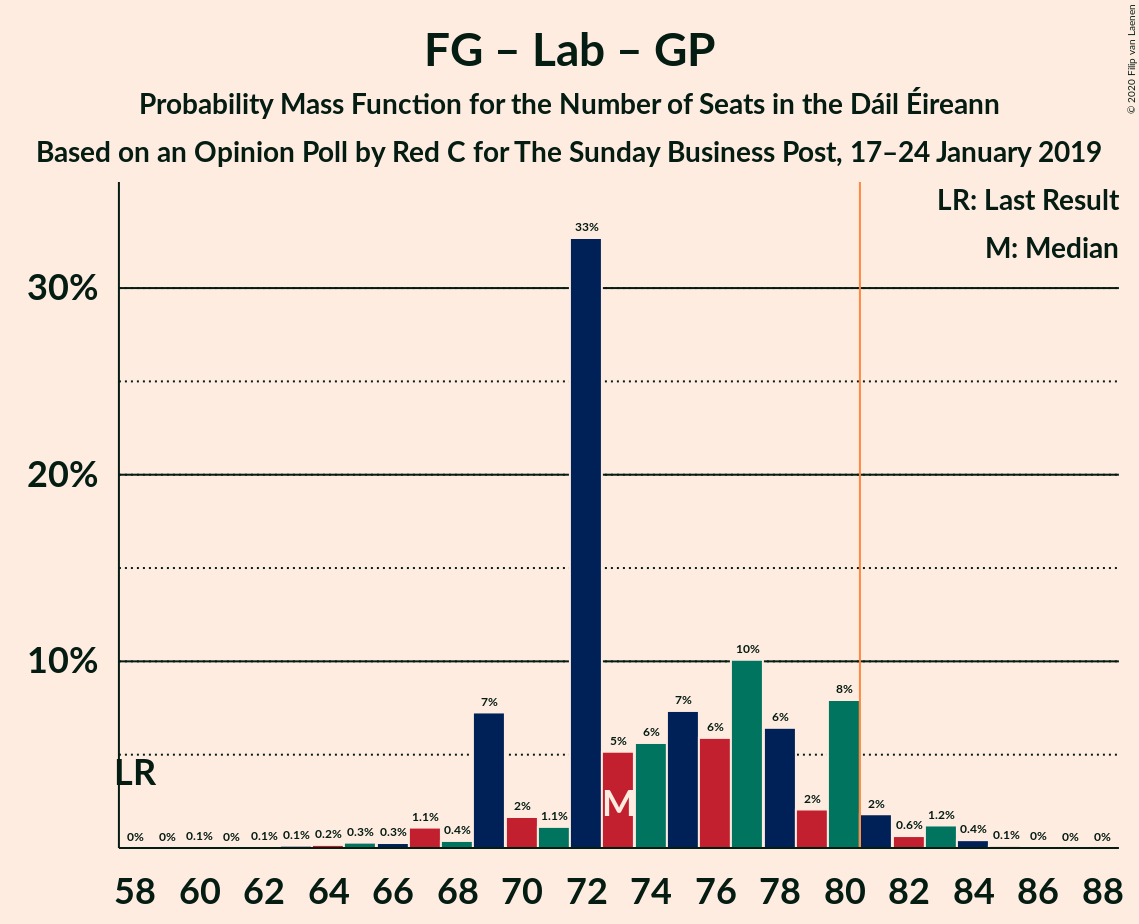 FG – Lab – GP
Probability Mass Function for the Number of Seats in the Dáil Éireann
Based on an Opinion Poll by Red C for The Sunday Business Post, 17–24 January 2019
© 2020 Filip van Laenen
LR: Last Result
M: Median
30%
20%
10%
0% 0% 0.1% 0% 0.1% 0.1% 0.2% 0.3% 0.3% 1.1% 0.4% 7% 2% 1.1% 33% 5% 6% 7% 6% 10% 6% 2% 8% 2% 0.6% 1.2% 0.4% 0.1% 0% 0% 0%
LR
M
58 60 62 64 66 68 70 72 74 76 78 80 82 84 86 88